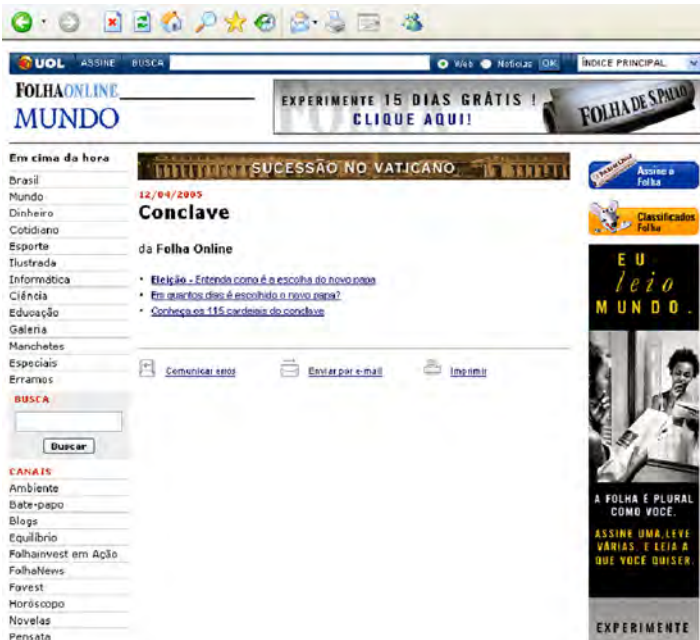 UOL ASSINE BUSCA Web Notícias OK ÍNDICE PRINCIPAL
FOLHAONLINE
MUNDO
EXPERIMENTE 15 DIAS GRÁTIS !
CLIQUE AQUI!
FOLHA DE S.PAULO
Em cima da hora
Brasil
Mundo
Dinheiro
Cotidiano
Esporte
Ilustrada
Informática
Ciência
Educação
Galeria
Manchetes
Especiais
Erramos
BUSCA
Buscar
CANAIS
Ambiente
Bate-papo
Blogs
Equilíbrio
Folhainvest em Ação
FolhaNews
Fovest
Horóscopo
Novelas
Pensata
SUCESSÃO NO VATICANO
12/04/2005
Conclave
da Folha Online
• Eleição - Entenda como é a escolha do novo papa
• Em quantos dias é escolhido o novo papa?
• Conheça os 115 cardeais do conclave
Comunicar erros Enviar por e-mail Imprimir
Assine a
Folha
Classificados
Folha
EU
leio
MUNDO.
A FOLHA É PLURAL
COMO VOCÊ.
ASSINE UMA, LEVE
VÁRIAS. E LEIA A
QUE VOCÊ QUISER.
EXPERIMENTE